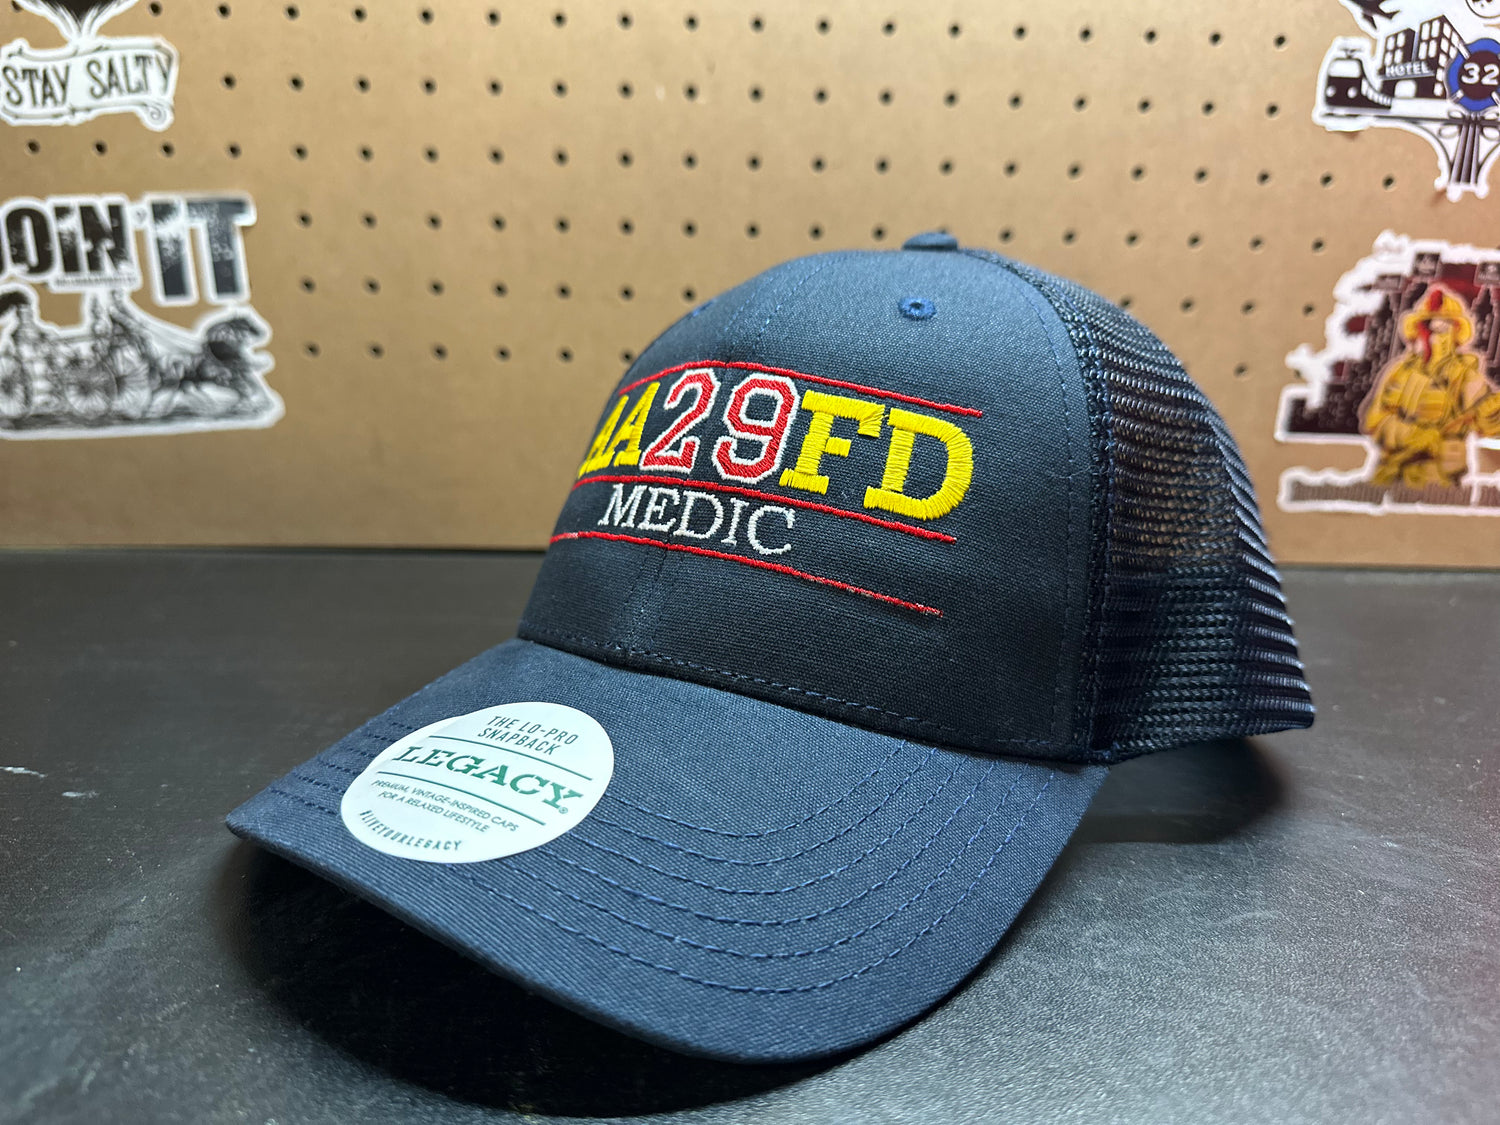 STAY SALTY
JOIN IT
HOTEL
32
AA29FD
MEDIC
THE LO-PRO
SNAPBACK
LEGACY®
PREMIUM, VINTAGE-INSPIRED CAPS
FOR A RELAXED LIFESTYLE
#LIVEYOURLEGACY